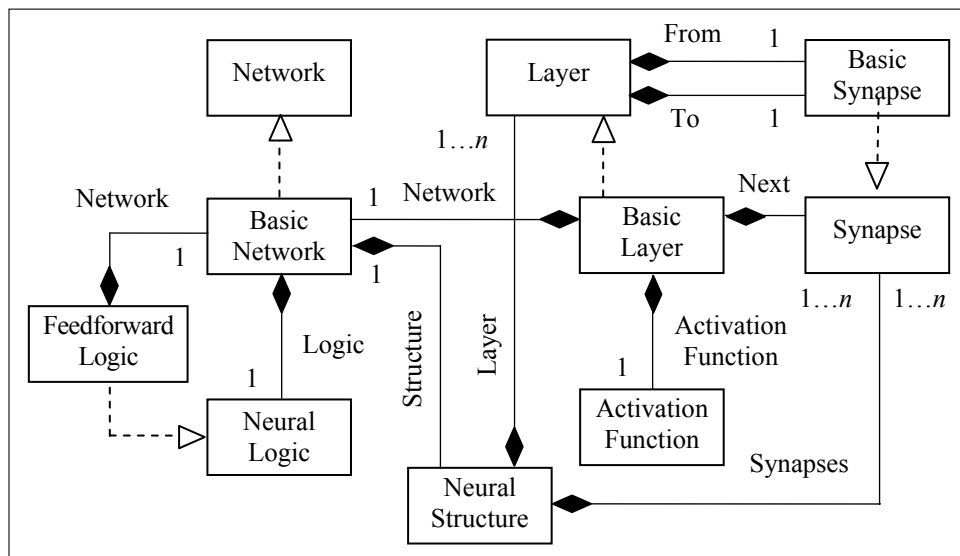 From
1
Basic
Synapse
Network
Layer
To
1
1…n
Network
1
Network
Next
Basic
Network
Basic
Layer
Synapse
1
1
1…n
1…n
Feedforward
Logic
Logic
Structure
Layer
Activation
Function
1
1
Neural
Logic
Activation
Function
Synapses
Neural
Structure